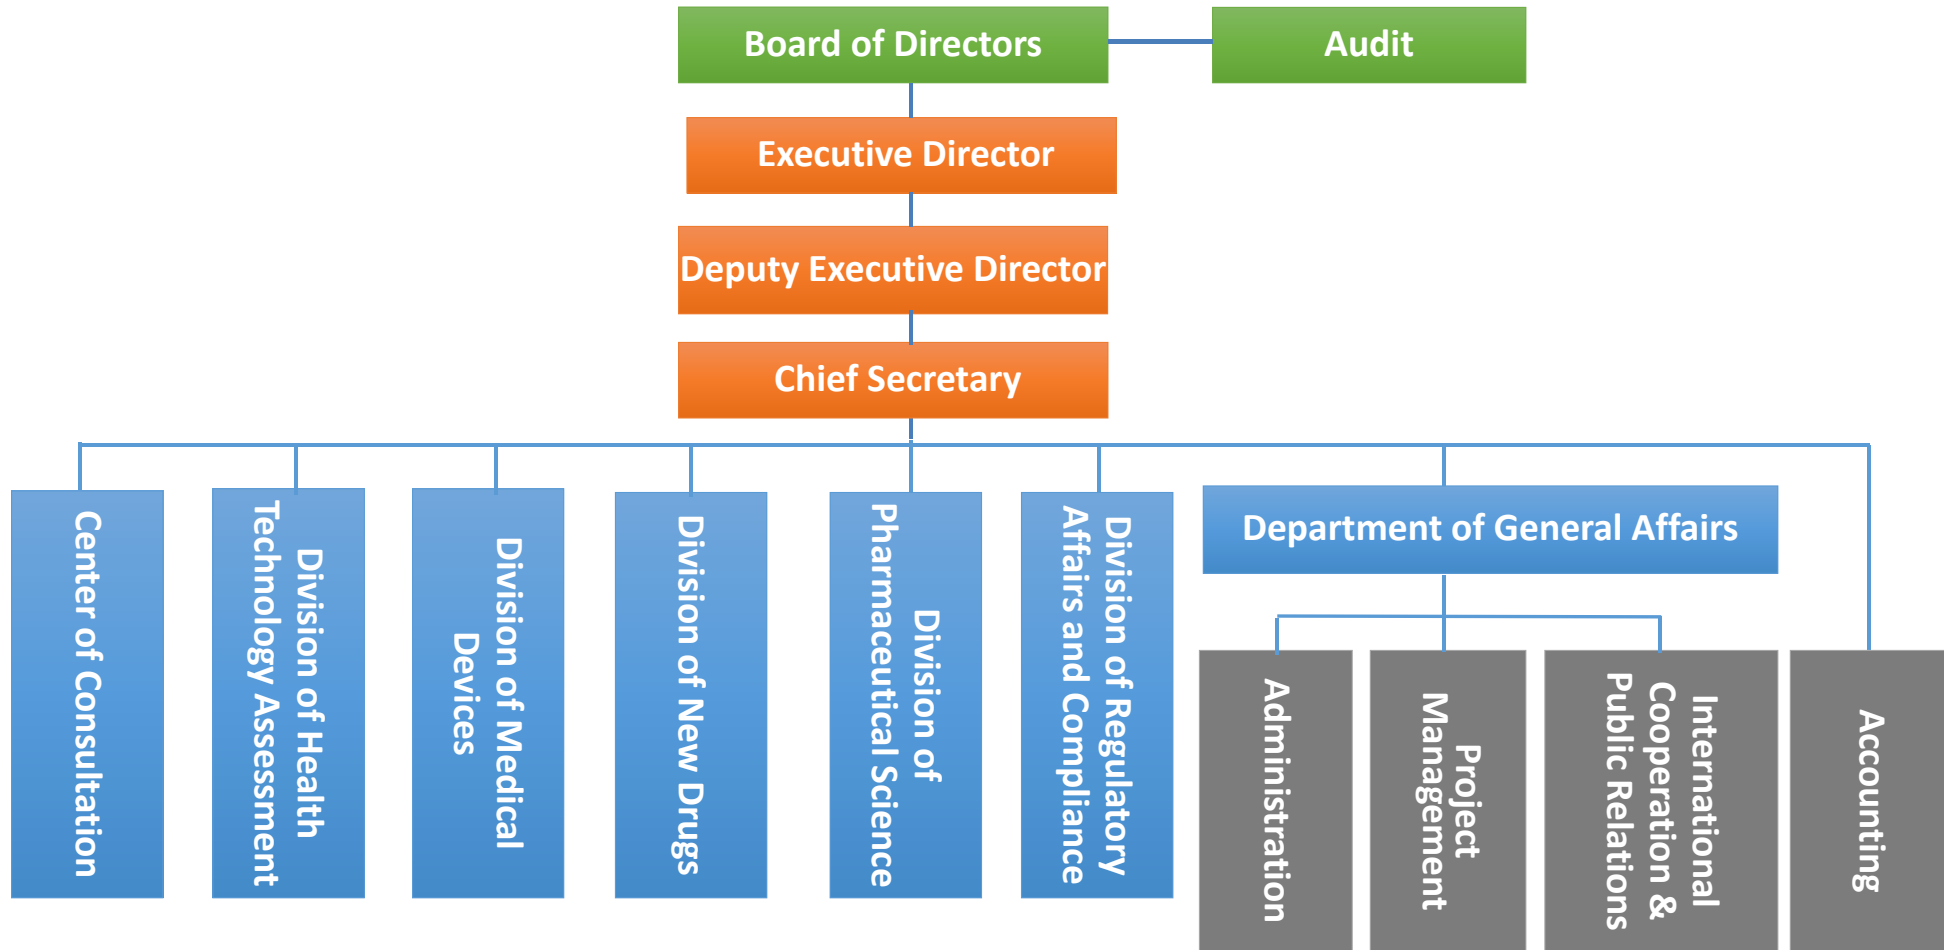 Board of Directors
Audit
Executive Director
Deputy Executive Director
Chief Secretary
Center of Consultation
Division of Health
Technology Assessment
Division of Medical
Devices
Division of New Drugs
Division of
Pharmaceutical Science
Division of Regulatory
Affairs and Compliance
Department of General Affairs
Administration
Project
Management
International
Cooperation &
Public Relations
Accounting